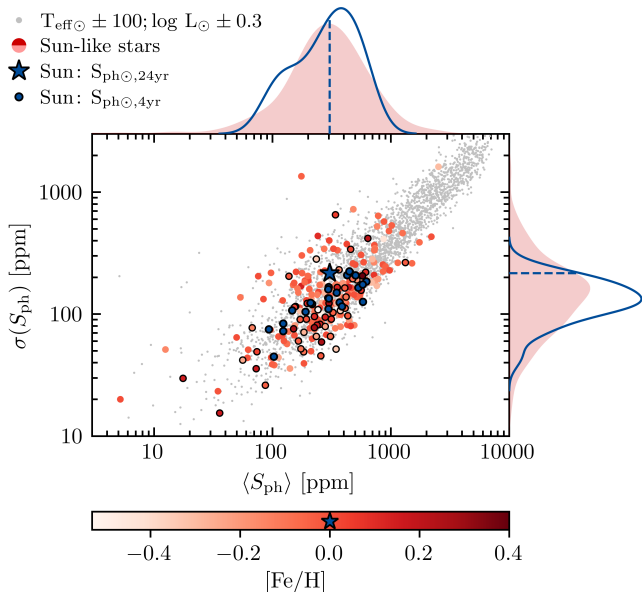 T_eff⊙ ± 100; log L⊙ ± 0.3
Sun-like stars
Sun: S_ph⊙,24yr
Sun: S_ph⊙,4yr
1000
100
10
σ(S_ph) [ppm]
10 100 1000 10000
⟨S_ph⟩ [ppm]
−0.4 −0.2 0.0 0.2 0.4
[Fe/H]